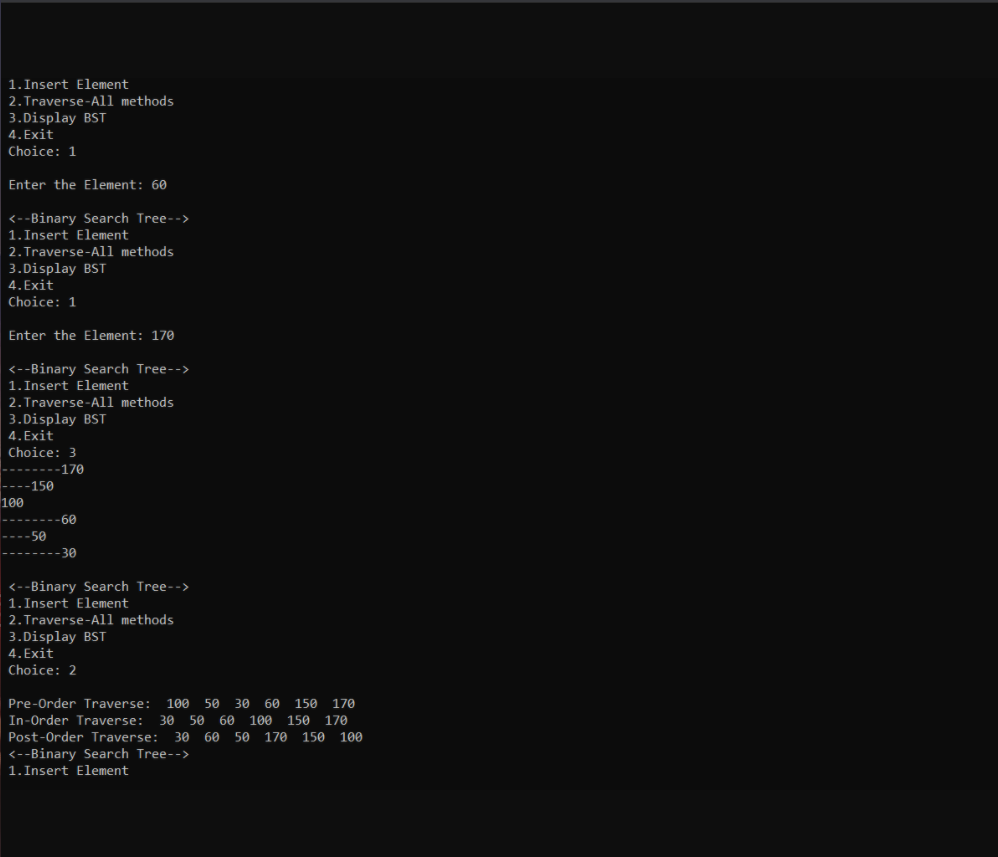 1.Insert Element
2.Traverse-All methods
3.Display BST
4.Exit
Choice: 1
Enter the Element: 60
<--Binary Search Tree-->
1.Insert Element
2.Traverse-All methods
3.Display BST
4.Exit
Choice: 1
Enter the Element: 170
<--Binary Search Tree-->
1.Insert Element
2.Traverse-All methods
3.Display BST
4.Exit
Choice: 3
--------170
----150
100
--------60
----50
--------30
<--Binary Search Tree-->
1.Insert Element
2.Traverse-All methods
3.Display BST
4.Exit
Choice: 2
Pre-Order Traverse:  100  50  30  60  150  170
In-Order Traverse:  30  50  60  100  150  170
Post-Order Traverse:  30  60  50  170  150  100
<--Binary Search Tree-->
1.Insert Element